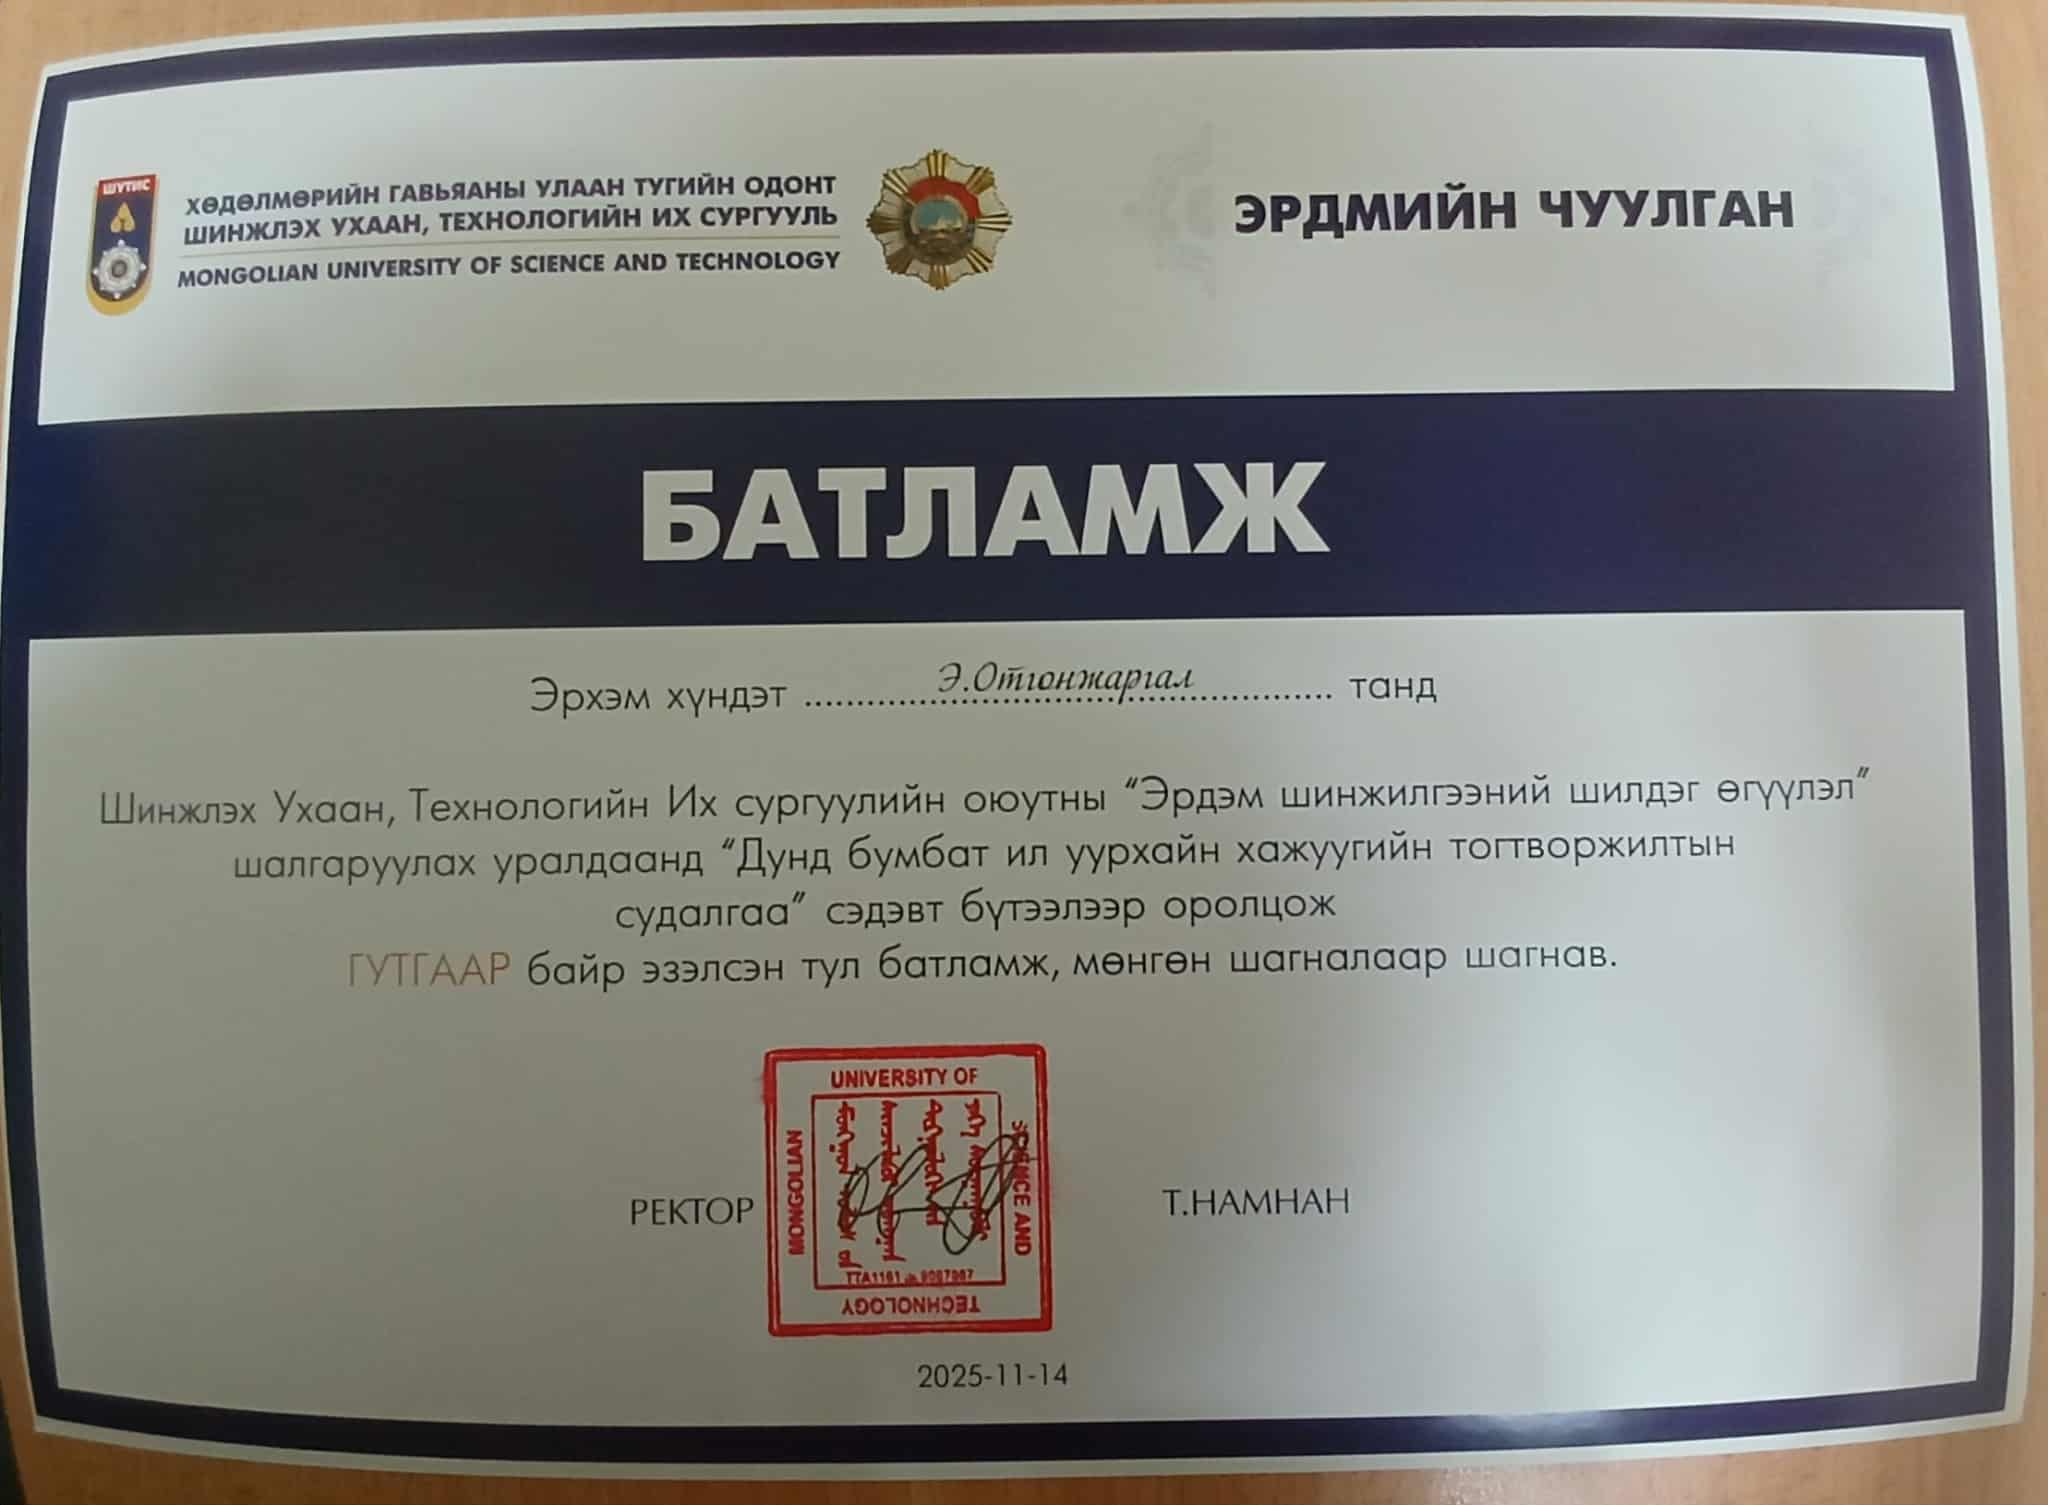 ШУТИС
ХӨДӨЛМӨРИЙН ГАВЬЯАНЫ УЛААН ТУГИЙН ОДОНТ
ШИНЖЛЭХ УХААН, ТЕХНОЛОГИЙН ИХ СУРГУУЛЬ
MONGOLIAN UNIVERSITY OF SCIENCE AND TECHNOLOGY
ЭРДМИЙН ЧУУЛГАН
БАТЛАМЖ
Эрхэм хүндэт Э.Отгонжаргал танд
Шинжлэх Ухаан, Технологийн Их сургуулийн оюутны “Эрдэм шинжилгээний шилдэг өгүүлэл”
шалгаруулах уралдаанд “Дунд бумбат ил уурхайн хажуугийн тогтворжилтын
судалгаа” сэдэвт бүтээлээр оролцож
ГУТГААР байр эзэлсэн тул батламж, мөнгөн шагналаар шагнав.
РЕКТОР
MONGOLIAN
UNIVERSITY OF
SCIENCE AND
TECHNOLOGY
Т.НАМНАН
2025-11-14